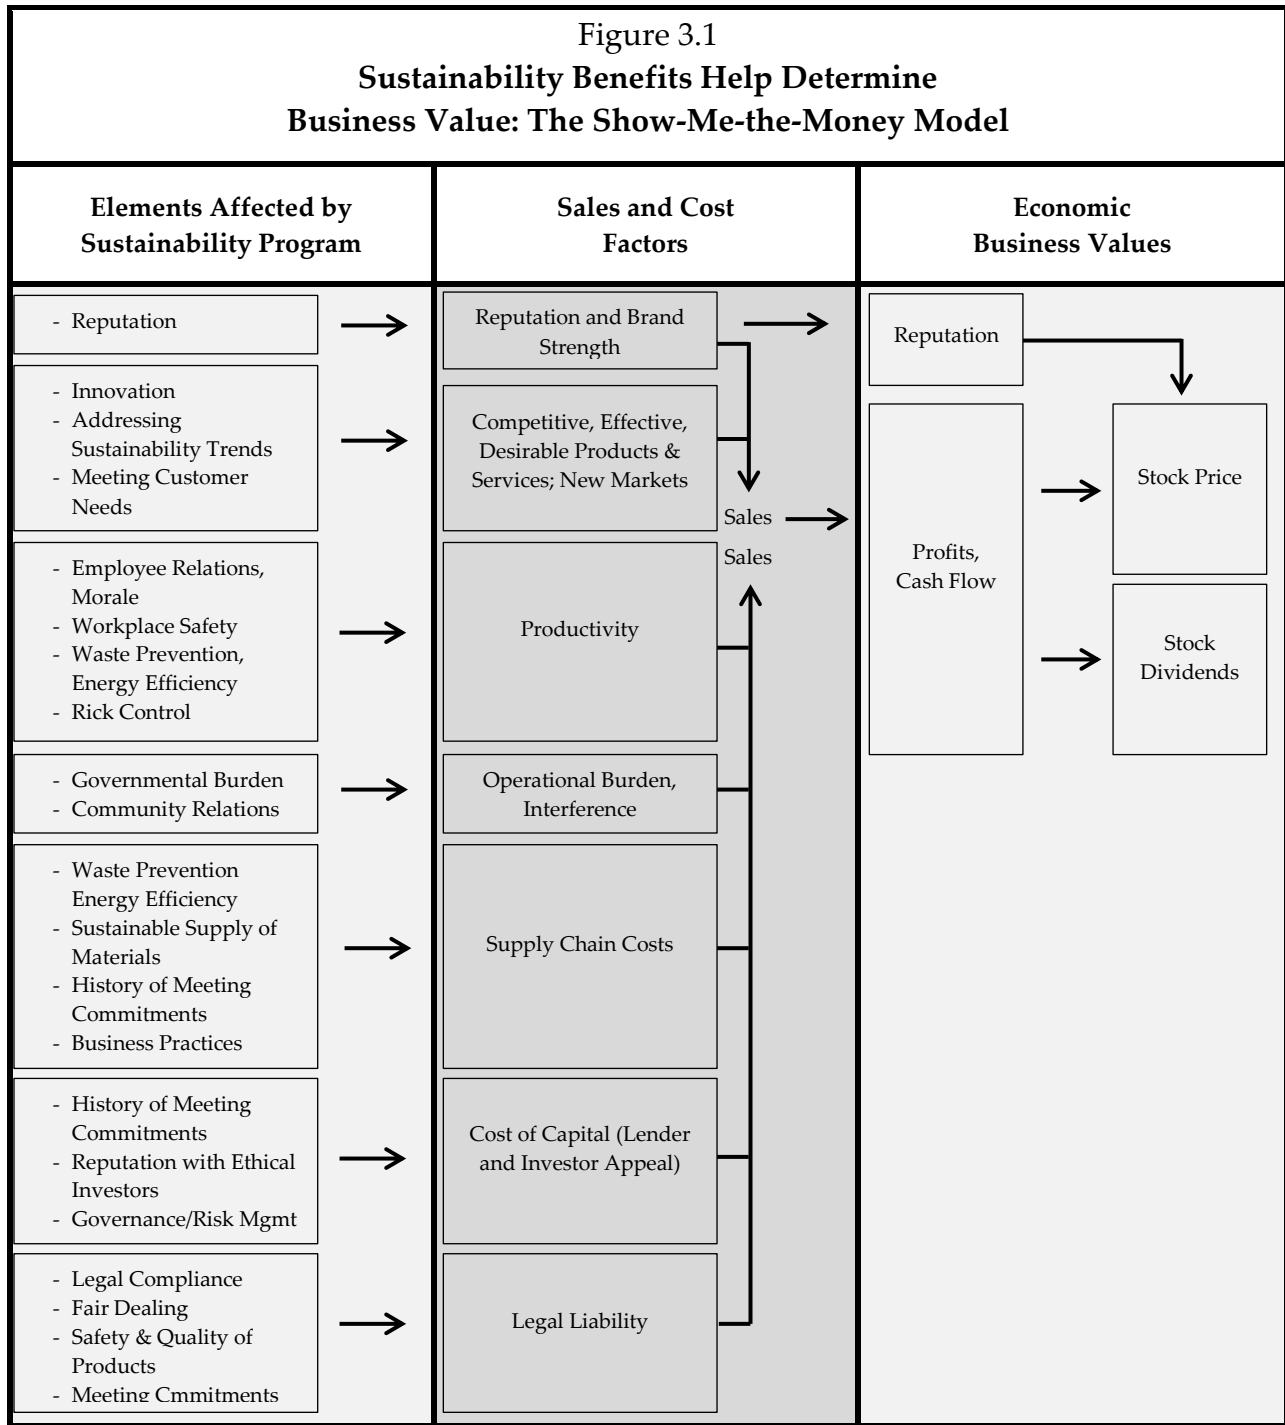 Figure 3.1
Sustainability Benefits Help Determine
Business Value: The Show-Me-the-Money Model
Elements Affected by
Sustainability Program
Sales and Cost
Factors
Economic
Business Values
- Reputation
Reputation and Brand
Strength
Reputation
- Innovation
- Addressing
Sustainability Trends
- Meeting Customer
Needs
Competitive, Effective,
Desirable Products &
Services; New Markets
Sales
Sales
Profits,
Cash Flow
Stock Price
Stock
Dividends
- Employee Relations,
Morale
- Workplace Safety
- Waste Prevention,
Energy Efficiency
- Rick Control
Productivity
- Governmental Burden
- Community Relations
Operational Burden,
Interference
- Waste Prevention
Energy Efficiency
- Sustainable Supply of
Materials
- History of Meeting
Commitments
- Business Practices
Supply Chain Costs
- History of Meeting
Commitments
- Reputation with Ethical
Investors
- Governance/Risk Mgmt
Cost of Capital (Lender
and Investor Appeal)
- Legal Compliance
- Fair Dealing
- Safety & Quality of
Products
- Meeting Cmmitments
Legal Liability